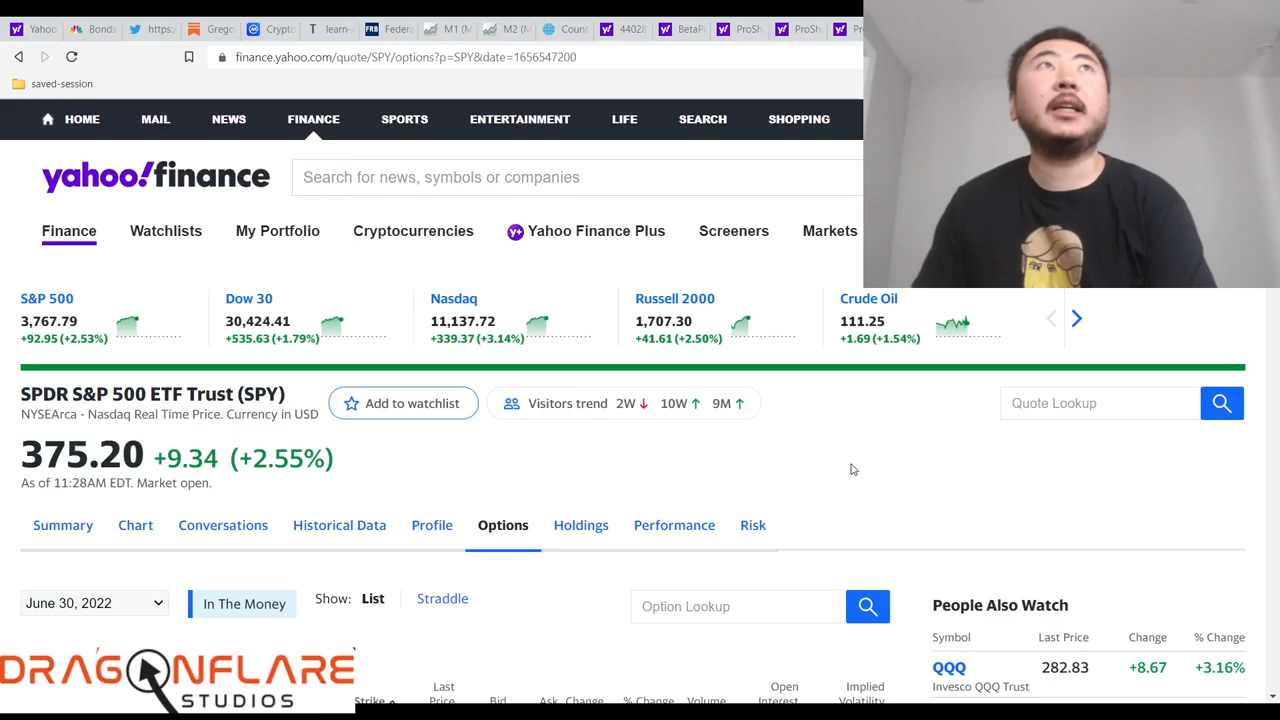 Yahoo
Bonds
https:/
Grego
Crypto
learn-
FRB
Federa
M1 (M
M2 (M
Count
44028
BetaP
ProSh
ProSh
finance.yahoo.com/quote/SPY/options?p=SPY&date=1656547200
saved-session
HOME MAIL NEWS FINANCE SPORTS ENTERTAINMENT LIFE SEARCH SHOPPING
yahoo!finance
Search for news, symbols or companies
Finance Watchlists My Portfolio Cryptocurrencies Y+ Yahoo Finance Plus Screeners Markets
S&P 500 Dow 30 Nasdaq Russell 2000 Crude Oil
3,767.79 30,424.41 11,137.72 1,707.30 111.25
+92.95 (+2.53%) +535.63 (+1.79%) +339.37 (+3.14%) +41.61 (+2.50%) +1.69 (+1.54%)
SPDR S&P 500 ETF Trust (SPY)
NYSEArca - Nasdaq Real Time Price. Currency in USD
Add to watchlist
Visitors trend 2W↓ 10W↑ 9M↑
Quote Lookup
375.20 +9.34 (+2.55%)
As of 11:28AM EDT. Market open.
Summary Chart Conversations Historical Data Profile Options Holdings Performance Risk
June 30, 2022
In The Money
Show: List Straddle
Option Lookup
People Also Watch
Symbol Last Price Change % Change
QQQ 282.83 +8.67 +3.16%
Invesco QQQ Trust
DRAGONFLARE
STUDIOS
Strike Last Price Bid Ask Change % Change Volume Open Interest Implied Volatility